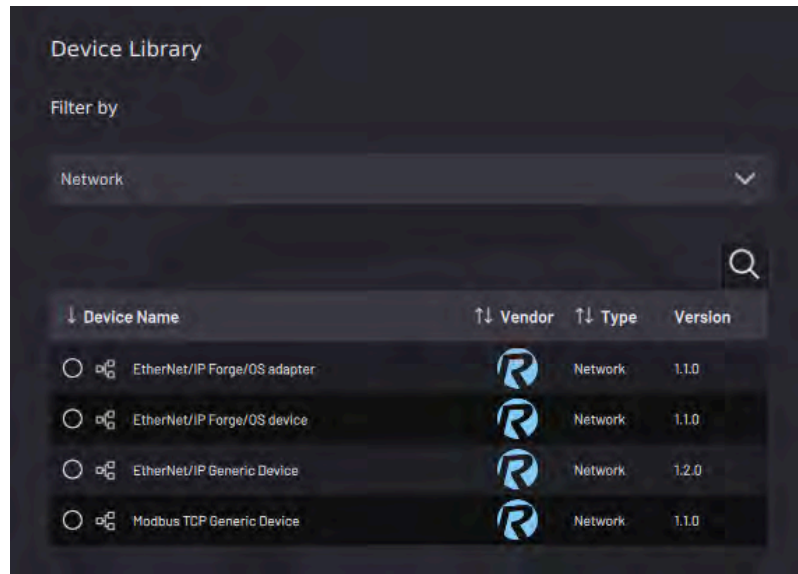 Device Library
Filter by
Network
↓ Device Name ↑↓ Vendor ↑↓ Type Version
EtherNet/IP Forge/OS adapter R Network 1.1.0
EtherNet/IP Forge/OS device R Network 1.1.0
EtherNet/IP Generic Device R Network 1.2.0
Modbus TCP Generic Device R Network 1.1.0